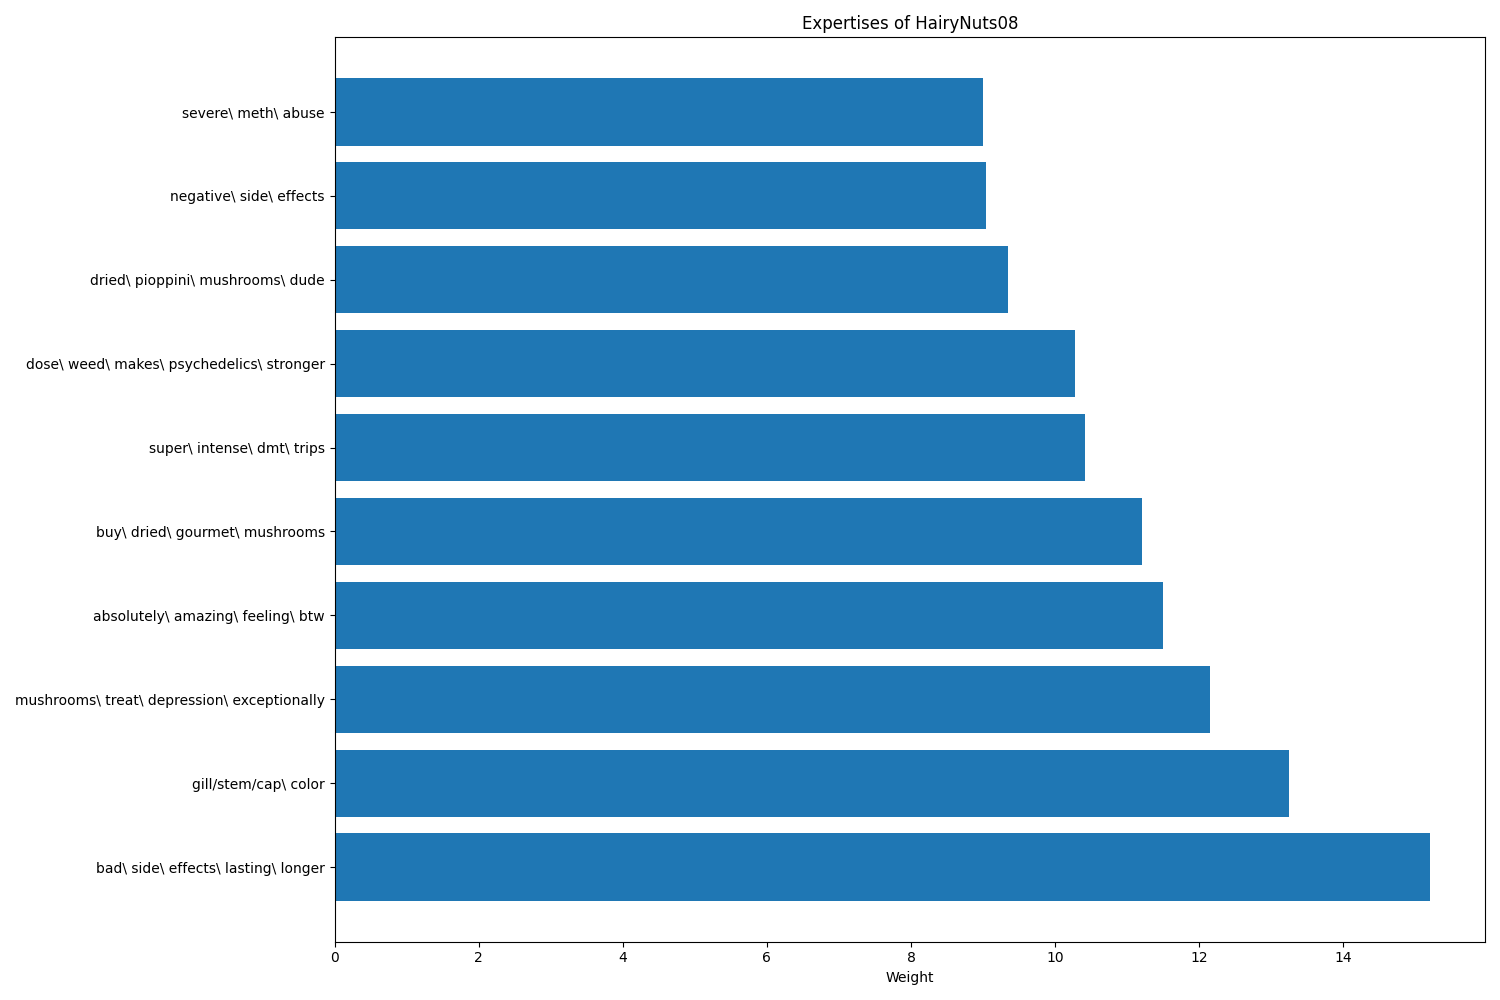 Expertises of HairyNuts08
severe\ meth\ abuse
negative\ side\ effects
dried\ pioppini\ mushrooms\ dude
dose\ weed\ makes\ psychedelics\ stronger
super\ intense\ dmt\ trips
buy\ dried\ gourmet\ mushrooms
absolutely\ amazing\ feeling\ btw
mushrooms\ treat\ depression\ exceptionally
gill/stem/cap\ color
bad\ side\ effects\ lasting\ longer
0 2 4 6 8 10 12 14
Weight